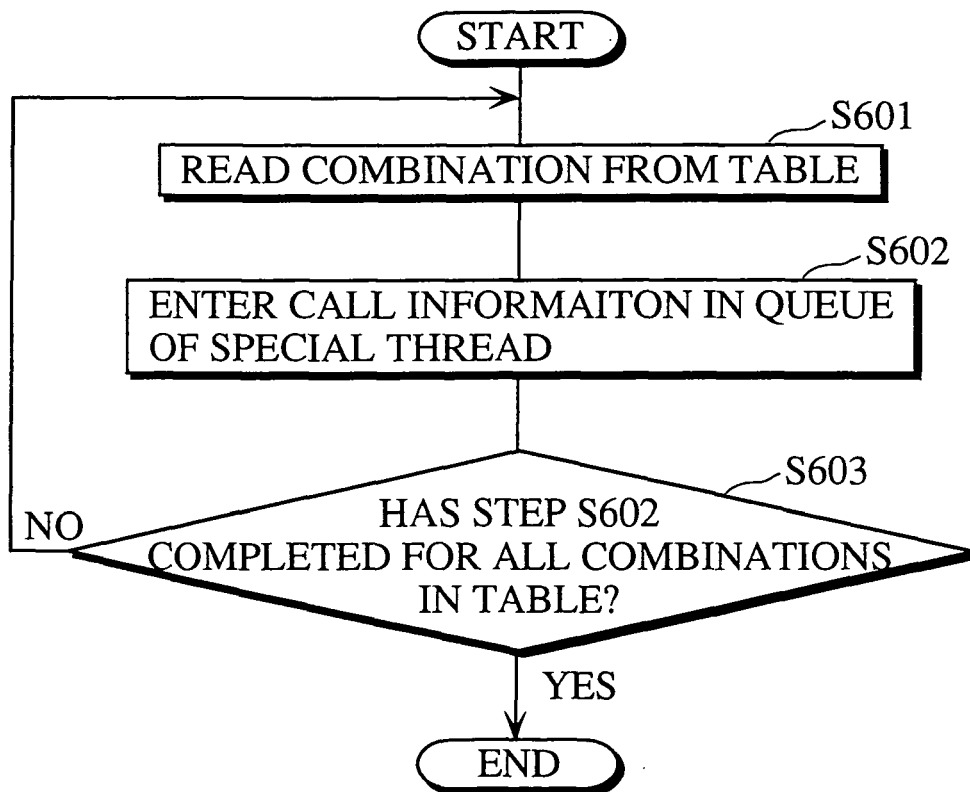 START
S601
READ COMBINATION FROM TABLE
S602
ENTER CALL INFORMAITON IN QUEUE
OF SPECIAL THREAD
S603
HAS STEP S602
COMPLETED FOR ALL COMBINATIONS
IN TABLE?
NO
YES
END